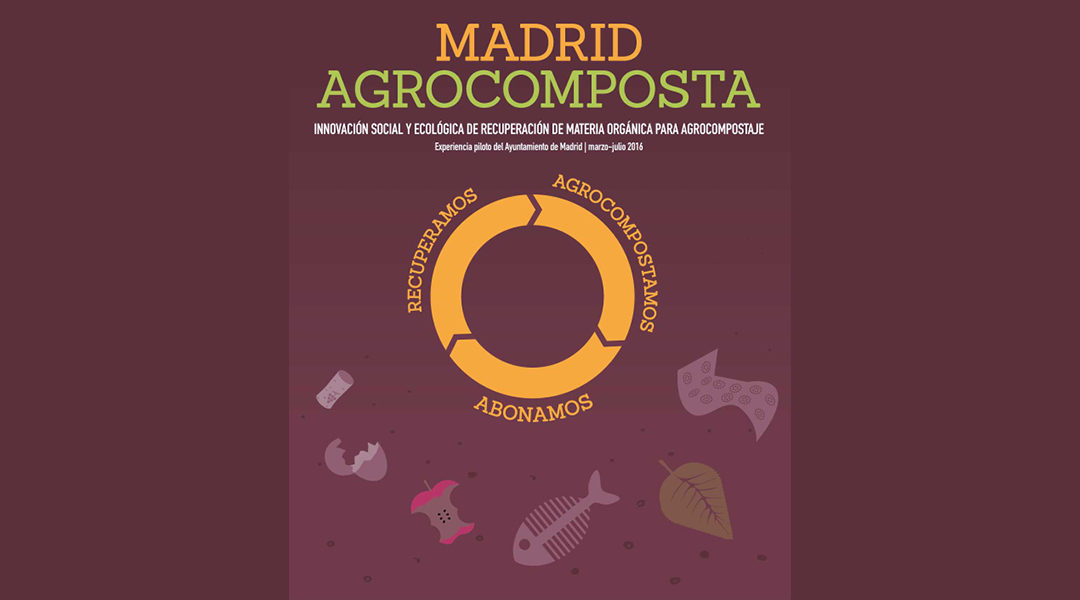 MADRID
AGROCOMPOSTA
INNOVACIÓN SOCIAL Y ECOLÓGICA DE RECUPERACIÓN DE MATERIA ORGÁNICA PARA AGROCOMPOSTAJE
Experiencia piloto del Ayuntamiento de Madrid | marzo-julio 2016
RECUPERAMOS
AGROCOMPOSTAMOS
ABONAMOS